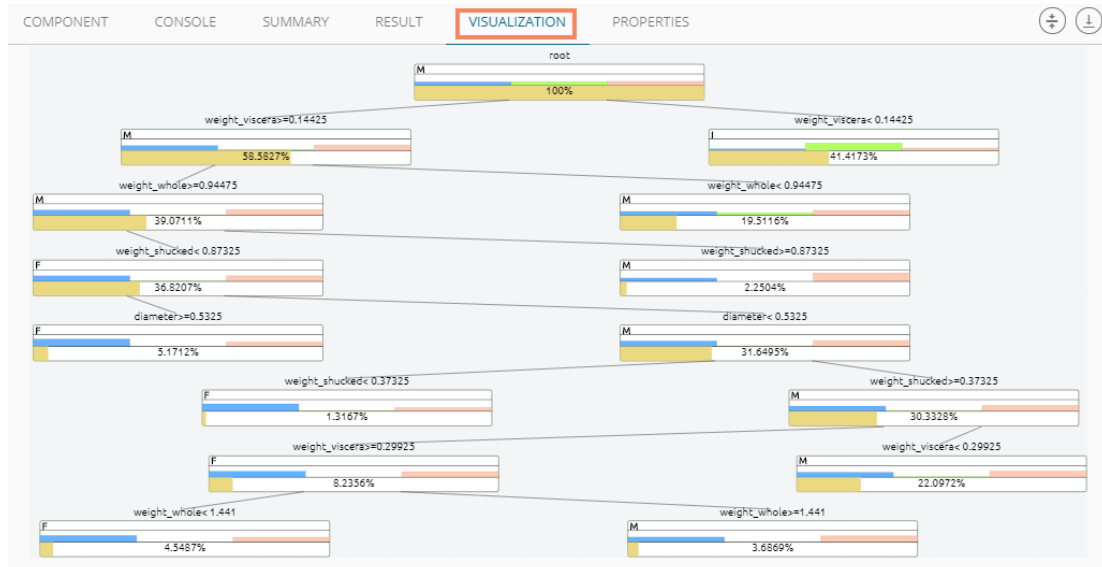 COMPONENT CONSOLE SUMMARY RESULT VISUALIZATION PROPERTIES
root
M
100%
weight_viscera>=0.14425 weight_viscera< 0.14425
M I
58.5827% 41.4173%
weight_whole>=0.94475 weight_whole< 0.94475
M M
39.0711% 19.5116%
weight_shucked< 0.87325 weight_shucked>=0.87325
F M
36.8207% 2.2504%
diameter>=0.5325 diameter< 0.5325
F M
5.1712% 31.6495%
weight_shucked< 0.37325 weight_shucked>=0.37325
F M
1.3167% 30.3328%
weight_viscera>=0.29925 weight_viscera< 0.29925
F M
8.2356% 22.0972%
weight_whole< 1.441 weight_whole>=1.441
F M
4.5487% 3.6869%